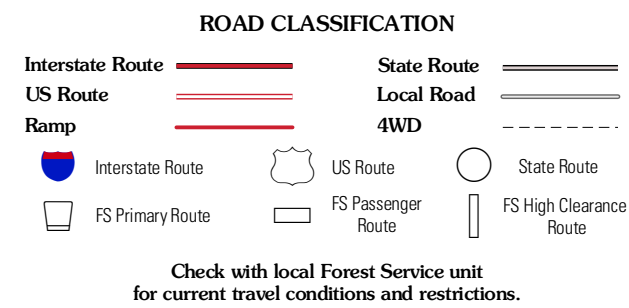 ROAD CLASSIFICATION
Interstate Route
State Route
US Route
Local Road
Ramp
4WD
Interstate Route
US Route
State Route
FS Primary Route
FS Passenger
Route
FS High Clearance
Route
Check with local Forest Service unit
for current travel conditions and restrictions.